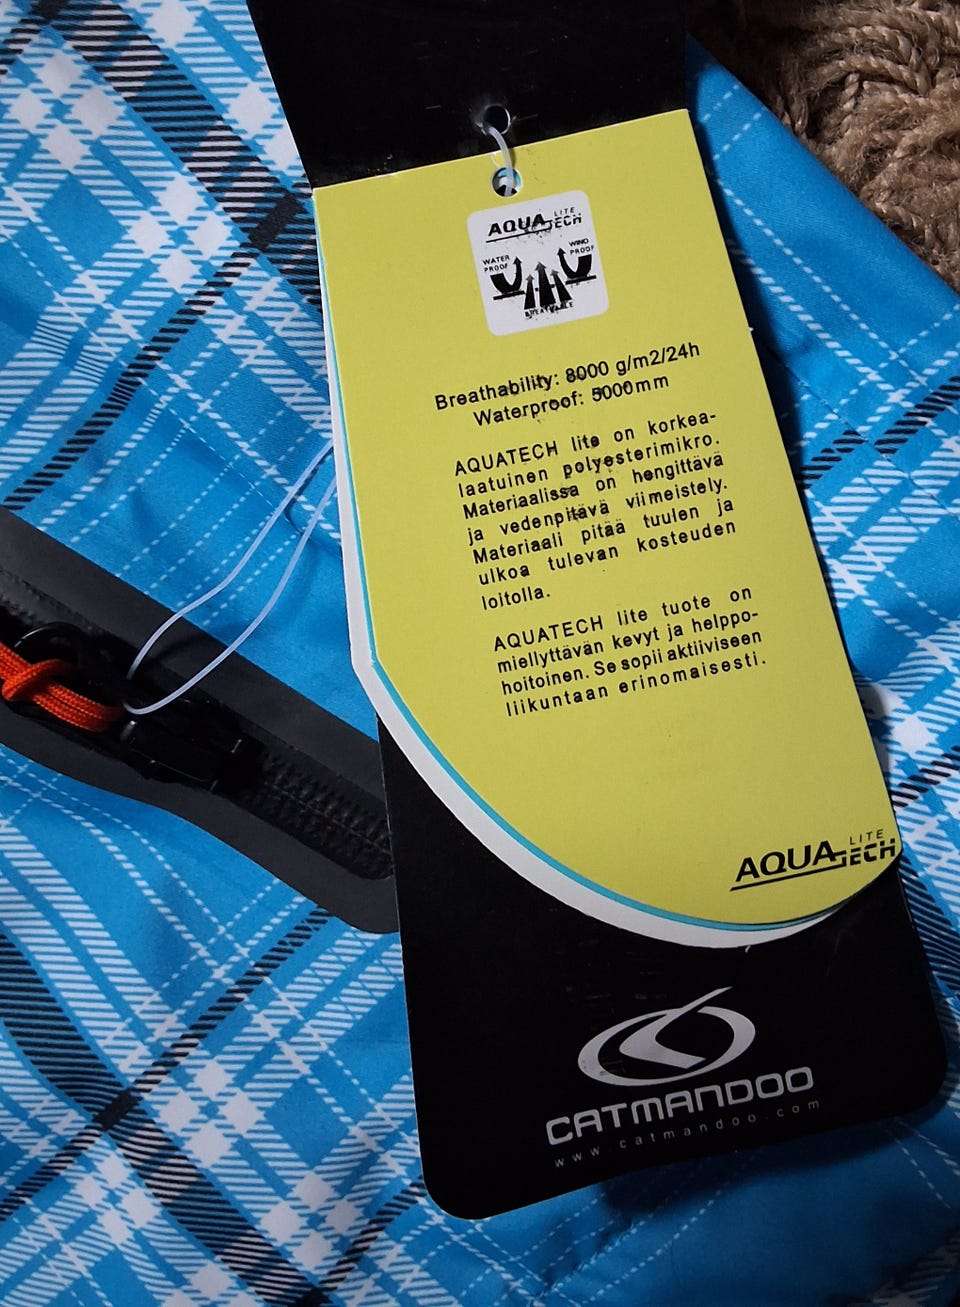 AQUA LITE TECH
WATER PROOF
WIND PROOF
BREATHABLE
Breathability: 8000 g/m2/24h
Waterproof: 5000mm
AQUATECH lite on korkea-
laatuinen polyesterimikro.
Materiaalissa on hengittävä
ja vedenpitävä viimeistely.
Materiaali pitää tuulen ja
ulkoa tulevan kosteuden
loitolla.
AQUATECH lite tuote on
miellyttävän kevyt ja helppo-
hoitoinen. Se sopii aktiiviseen
liikuntaan erinomaisesti.
AQUA LITE TECH
CATMANDOO
www.catmandoo.com